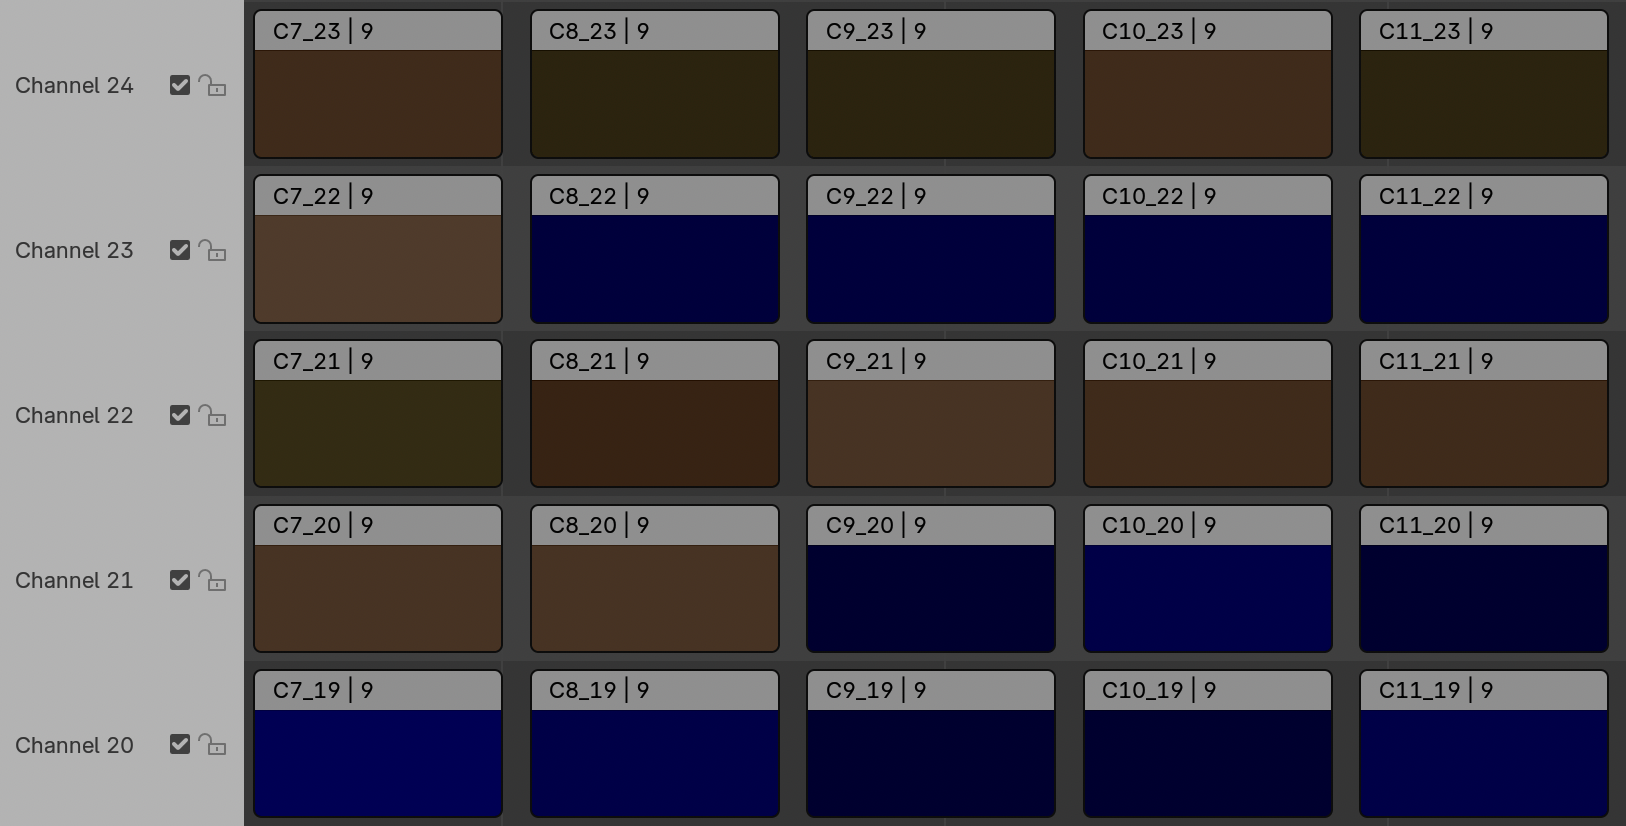 C7_23 | 9 C8_23 | 9 C9_23 | 9 C10_23 | 9 C11_23 | 9
Channel 24
C7_22 | 9 C8_22 | 9 C9_22 | 9 C10_22 | 9 C11_22 | 9
Channel 23
C7_21 | 9 C8_21 | 9 C9_21 | 9 C10_21 | 9 C11_21 | 9
Channel 22
C7_20 | 9 C8_20 | 9 C9_20 | 9 C10_20 | 9 C11_20 | 9
Channel 21
C7_19 | 9 C8_19 | 9 C9_19 | 9 C10_19 | 9 C11_19 | 9
Channel 20